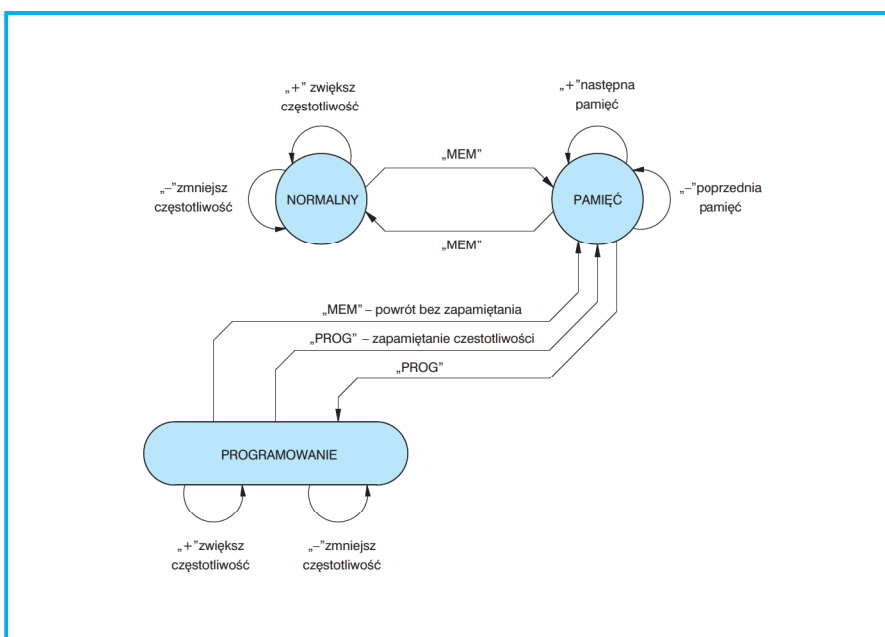 „+” zwiększ
częstotliwość
„+”następna
pamięć
„MEM”
„–”zmniejsz
częstotliwość
NORMALNY
PAMIĘĆ
„–”poprzednia
pamięć
„MEM”
„MEM” – powrót bez zapamiętania
„PROG” – zapamiętanie czestotliwości
„PROG”
PROGRAMOWANIE
„+”zwiększ
częstotliwość
„–”zmniejsz
częstotliwość